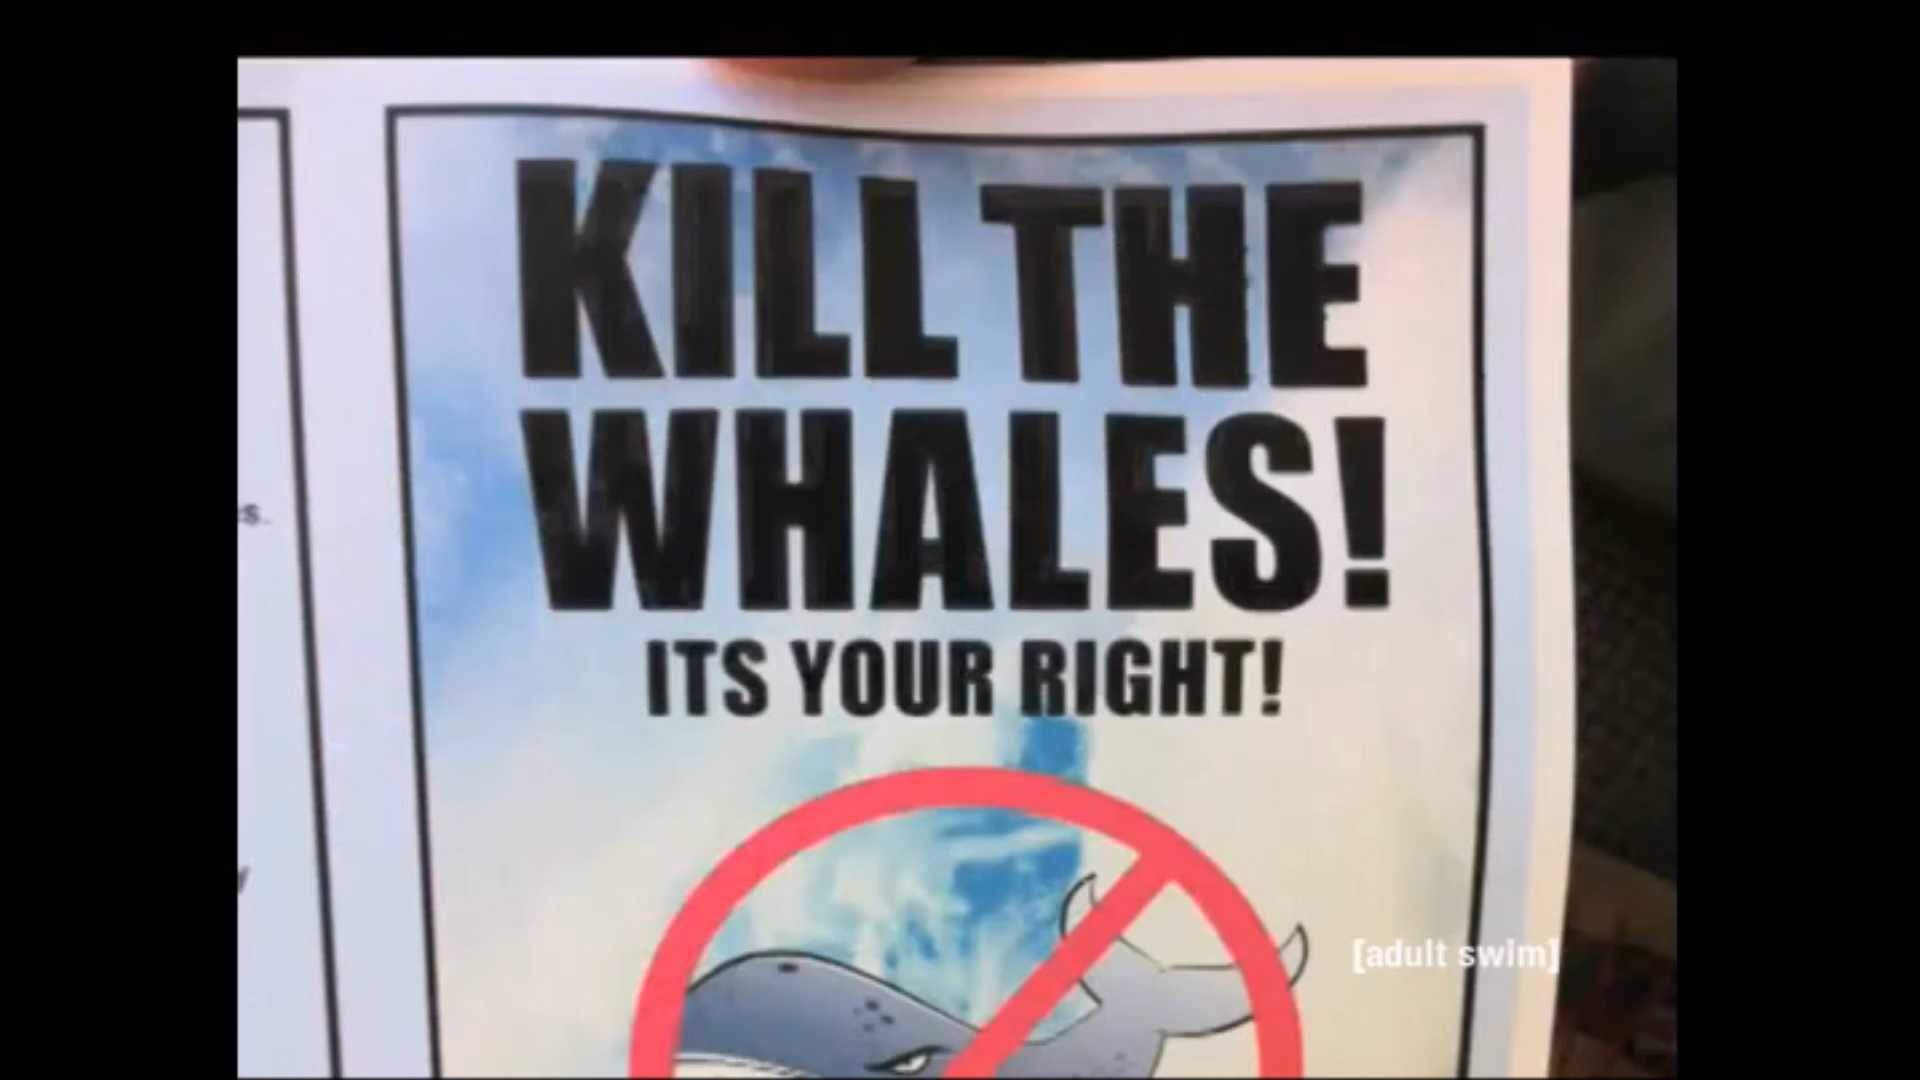 KILL THE
WHALES!
ITS YOUR RIGHT!
s.
y
[adult swim]